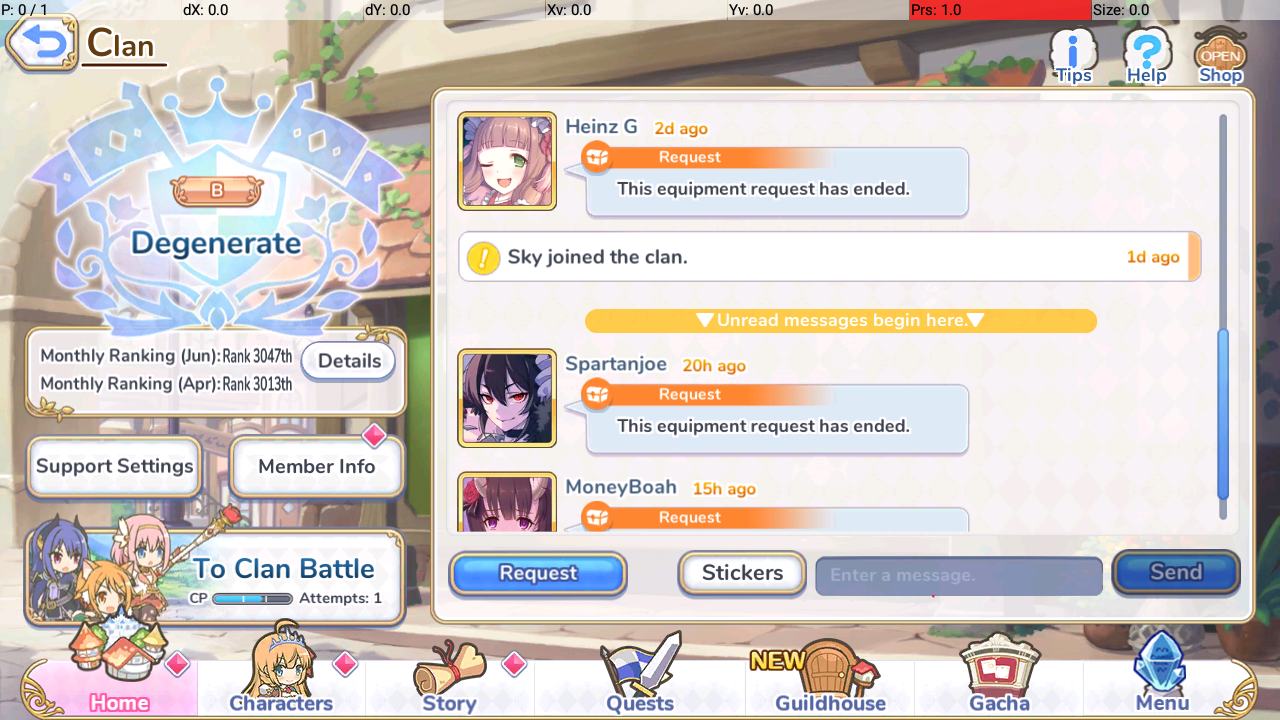 P: 0 / 1 dX: 0.0 dY: 0.0 Xv: 0.0 Yv: 0.0 Prs: 1.0 Size: 0.0
Clan
Tips
Help
OPEN
Shop
B
Degenerate
Monthly Ranking (Jun): Rank 3047th
Monthly Ranking (Apr): Rank 3013th
Details
Support Settings
Member Info
To Clan Battle
CP Attempts: 1
Heinz G 2d ago
Request
This equipment request has ended.
Sky joined the clan. 1d ago
▼Unread messages begin here.▼
Spartanjoe 20h ago
Request
This equipment request has ended.
MoneyBoah 15h ago
Request
Request
Stickers
Enter a message.
Send
Home
Characters
Story
Quests
NEW
Guildhouse
Gacha
Menu